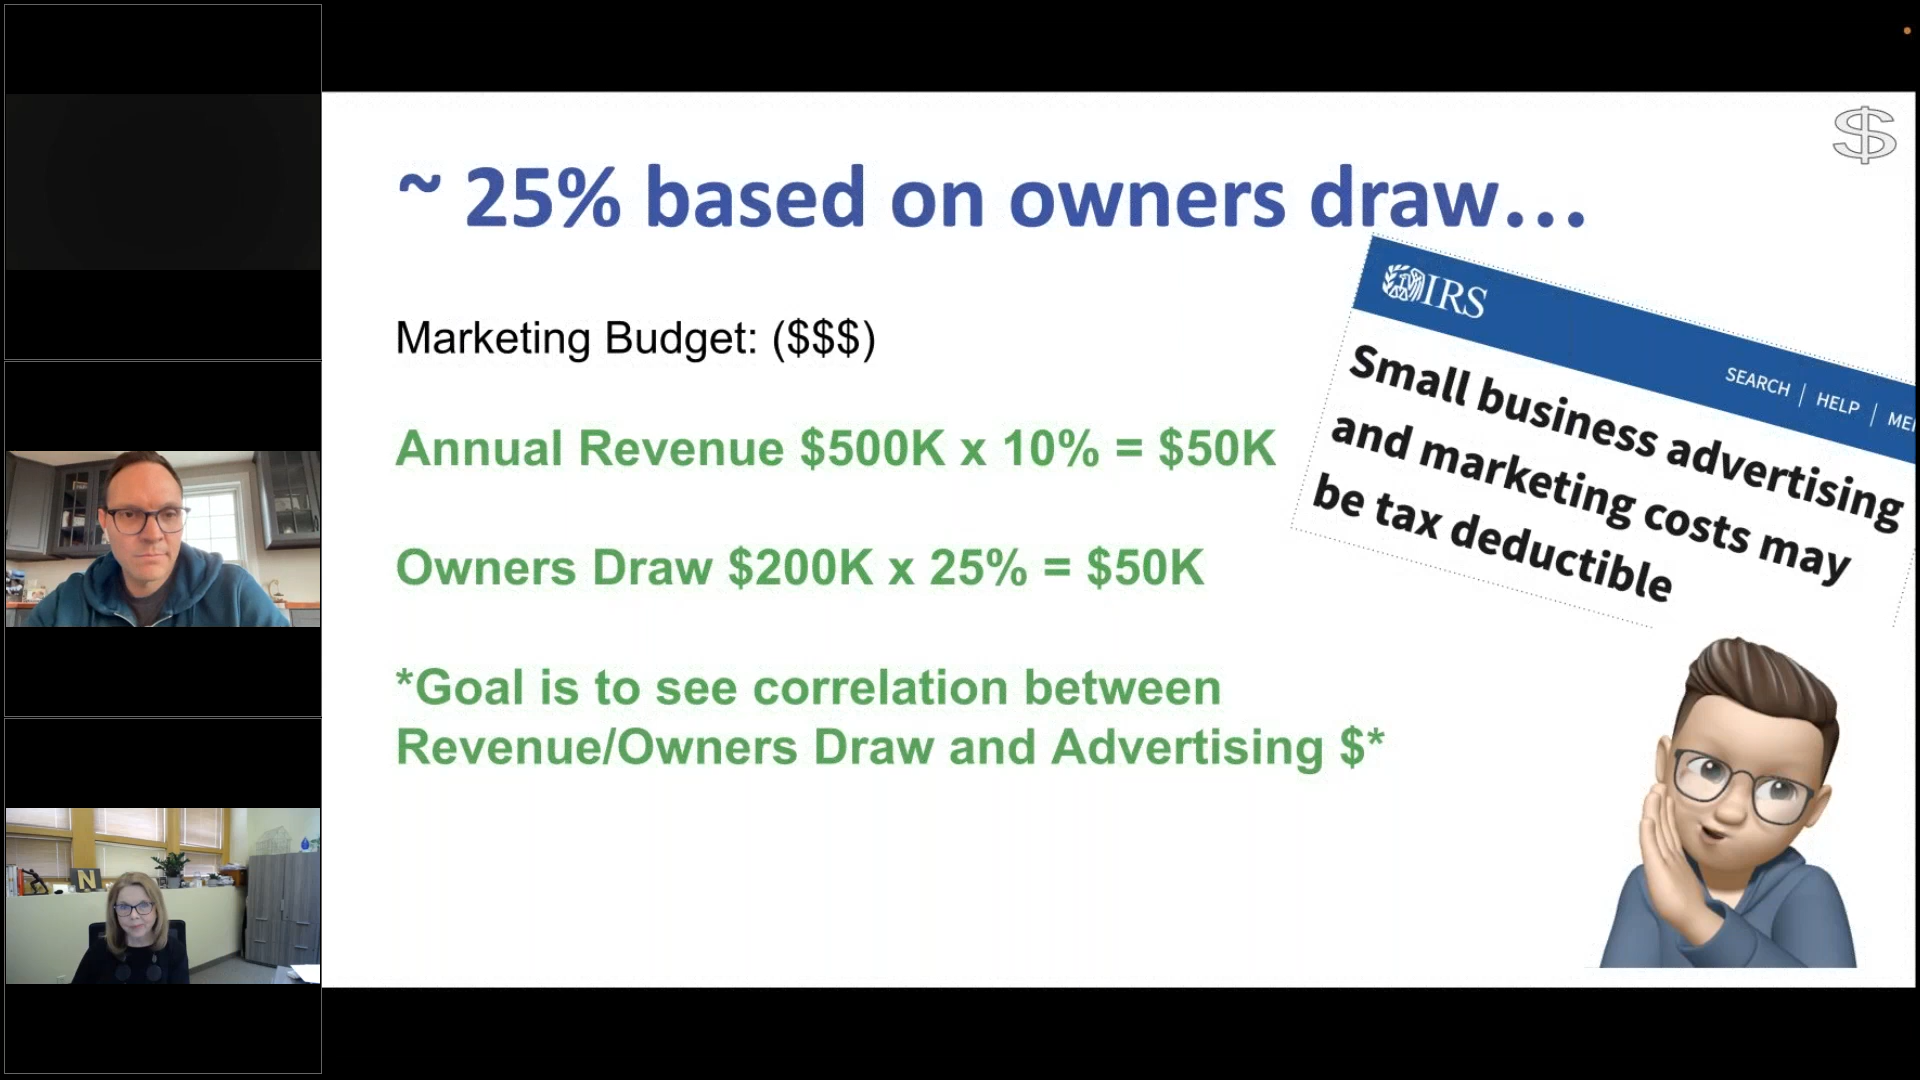 $
~ 25% based on owners draw...
IRS
SEARCH | HELP | ME
Marketing Budget: ($$$)
Small business advertising
and marketing costs may
be tax deductible
Annual Revenue $500K x 10% = $50K
Owners Draw $200K x 25% = $50K
*Goal is to see correlation between
Revenue/Owners Draw and Advertising $*
N